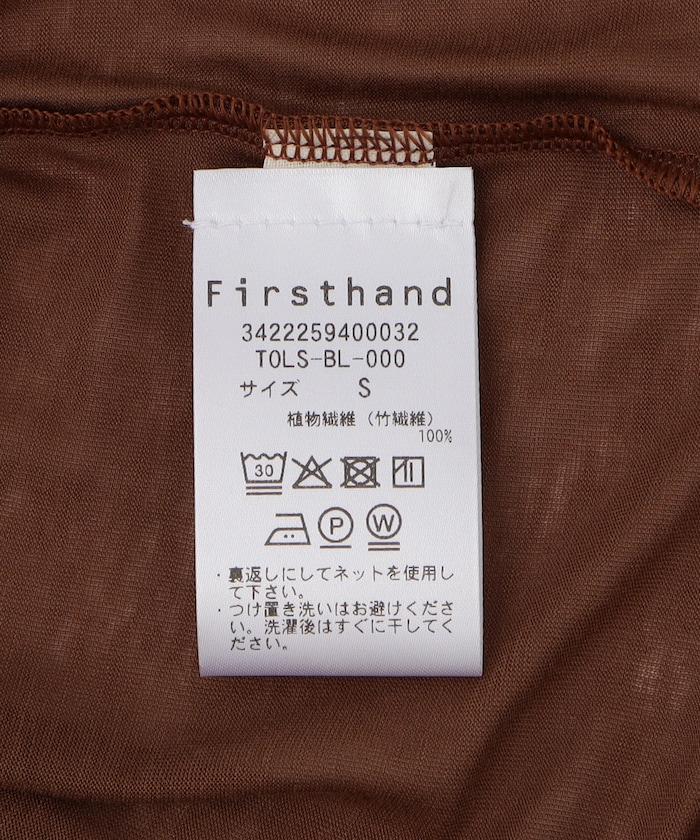 Firsthand
3422259400032
TOLS-BL-000
サイズ S
植物繊維（竹繊維）
100%
30
P W
・裏返しにしてネットを使用し
て下さい。
・つけ置き洗いはお避けくださ
い。洗濯後はすぐに干してく
ださい。